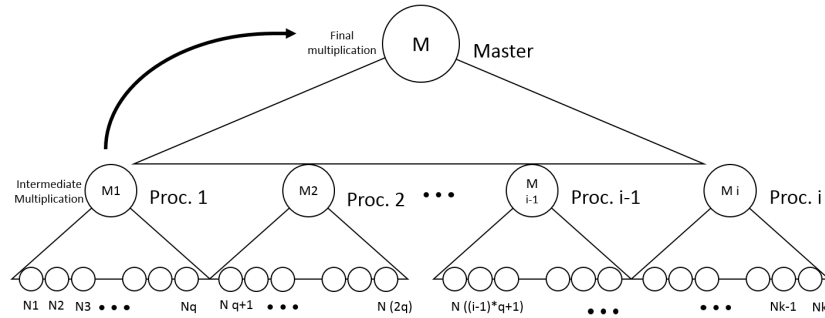 Final
multiplication
M
Master
Intermediate
Multiplication
M1
Proc. 1
M2
Proc. 2
• • •
M
i-1
Proc. i-1
M i
Proc. i
N1
N2
N3
• • •
Nq
N q+1
• • •
N (2q)
N ((i-1)*q+1)
• • •
• • •
Nk-1
Nk